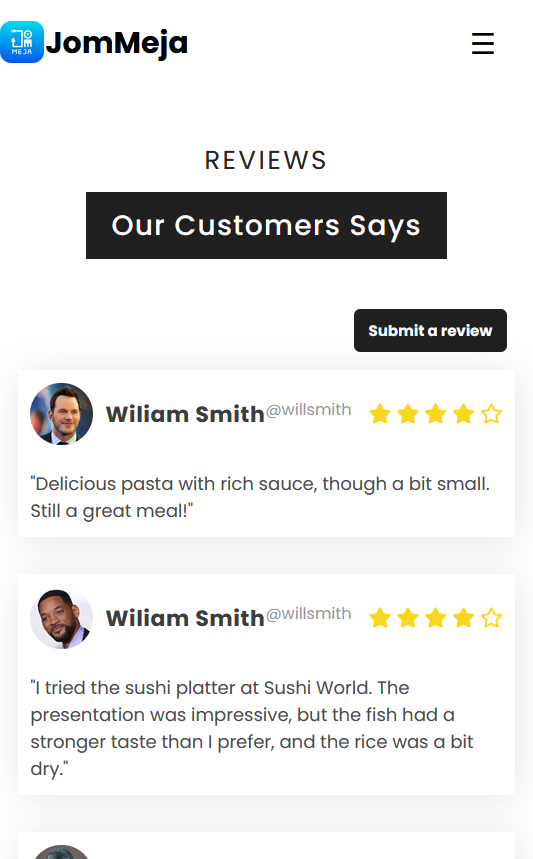 MEJA
JomMeja
REVIEWS
Our Customers Says
Submit a review
Wiliam Smith @willsmith
"Delicious pasta with rich sauce, though a bit small.
Still a great meal!"
Wiliam Smith @willsmith
"I tried the sushi platter at Sushi World. The
presentation was impressive, but the fish had a
stronger taste than I prefer, and the rice was a bit
dry."